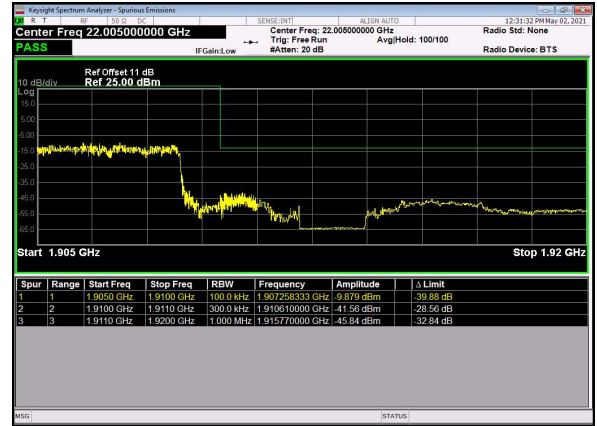 Keysight Spectrum Analyzer - Spurious Emissions
R T RF 50 Ω DC SENSE:INT ALIGN AUTO 12:31:32 PM May 02, 2021
Center Freq 22.005000000 GHz Center Freq: 22.005000000 GHz Radio Std: None
Trig: Free Run Avg|Hold: 100/100
PASS IFGain:Low #Atten: 20 dB Radio Device: BTS
Ref Offset 11 dB
10 dB/div Ref 25.00 dBm
Log
15.0
5.00
-5.00
-15.0
-25.0
-35.0
-45.0
-55.0
-65.0
Start 1.905 GHz Stop 1.92 GHz
Spur Range Start Freq Stop Freq RBW Frequency Amplitude Δ Limit
1 1 1.9050 GHz 1.9100 GHz 100.0 kHz 1.907258333 GHz -9.879 dBm -39.88 dB
2 2 1.9100 GHz 1.9110 GHz 300.0 kHz 1.910610000 GHz -41.56 dBm -28.56 dB
3 3 1.9110 GHz 1.9200 GHz 1.000 MHz 1.915770000 GHz -45.84 dBm -32.84 dB
MSG STATUS